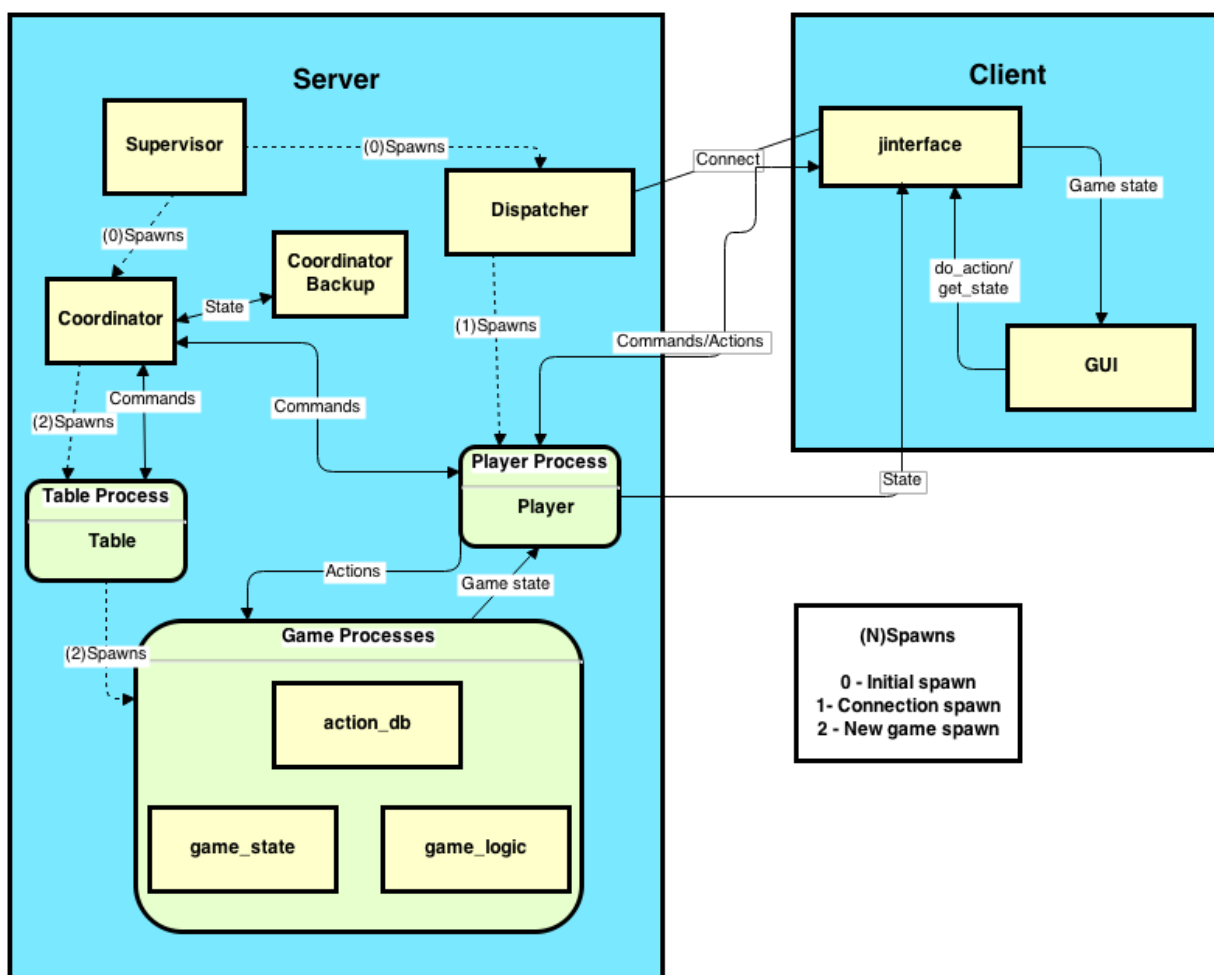 Server
Client
Supervisor
(0)Spawns
Connect
jinterface
Game state
Dispatcher
(0)Spawns
Coordinator
Backup
do_action/
get_state
Coordinator
State
(1)Spawns
Commands/Actions
GUI
Commands
(2)Spawns
Commands
Player Process
Player
State
Table Process
Table
Actions
Game state
Game Processes
(2)Spawns
action_db
game_state
game_logic
(N)Spawns
0 - Initial spawn
1- Connection spawn
2 - New game spawn